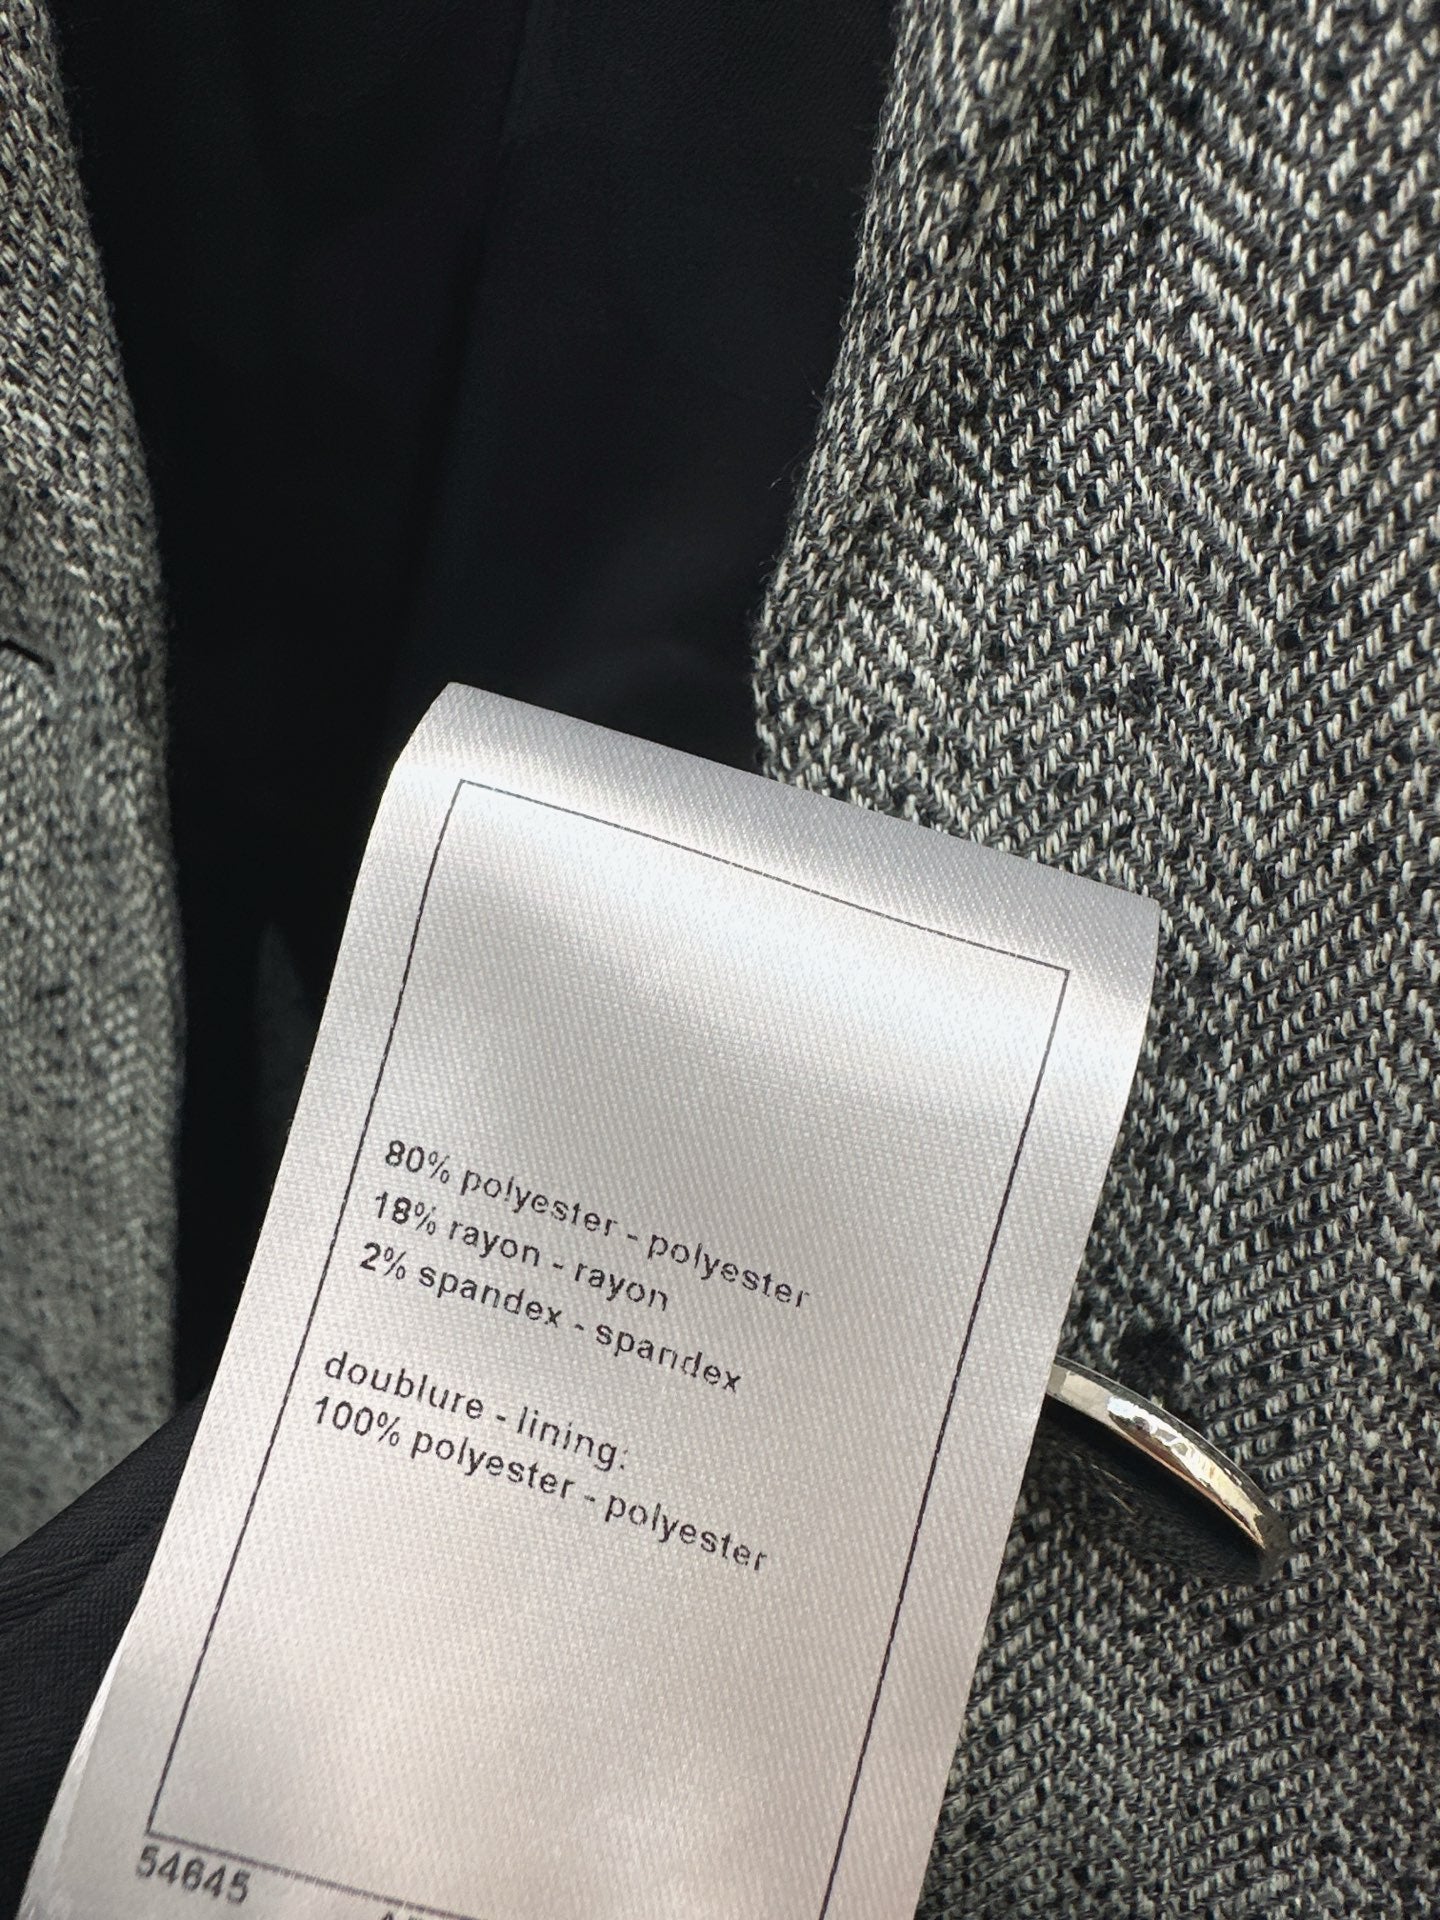 80% polyester - polyester
18% rayon - rayon
2% spandex - spandex
doublure - lining:
100% polyester - polyester
54645